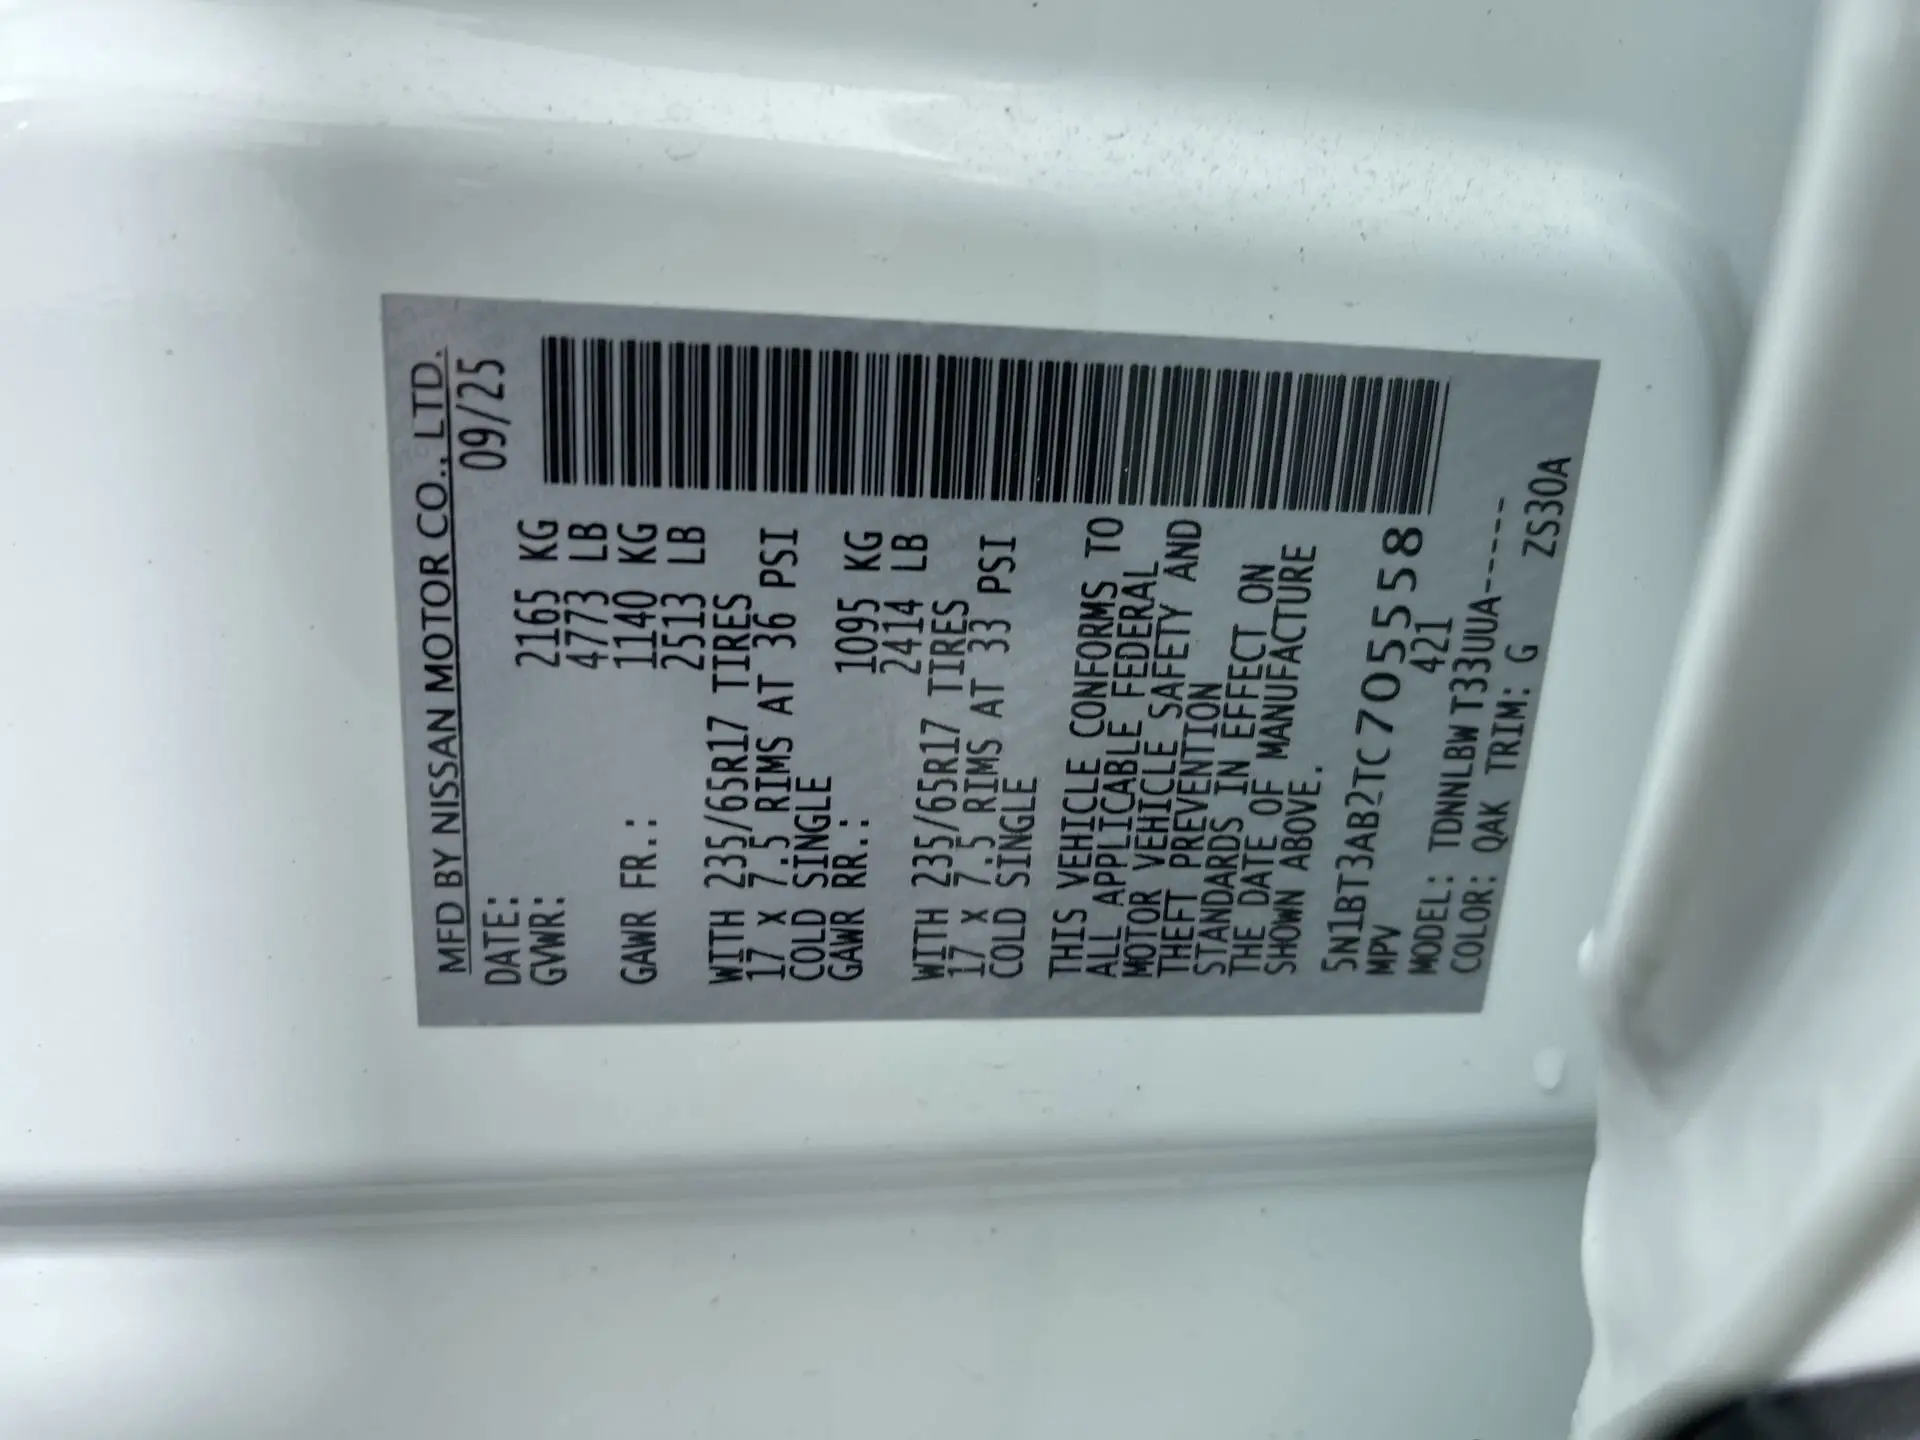 MFD BY NISSAN MOTOR CO., LTD.
DATE: 09/25
GVWR: 2165 KG
4773 LB
GAWR FR.: 1140 KG
2513 LB
WITH 235/65R17 TIRES
17 X 7.5 RIMS AT 36 PSI
COLD SINGLE
GAWR RR.: 1095 KG
2414 LB
WITH 235/65R17 TIRES
17 X 7.5 RIMS AT 33 PSI
COLD SINGLE
THIS VEHICLE CONFORMS TO
ALL APPLICABLE FEDERAL
MOTOR VEHICLE SAFETY AND
THEFT PREVENTION
STANDARDS IN EFFECT ON
THE DATE OF MANUFACTURE
SHOWN ABOVE.
5N1BT3AB2TC705558
MPV 421
MODEL: TDNNLBWT33UUA-----
COLOR: QAK TRIM: G ZS30A